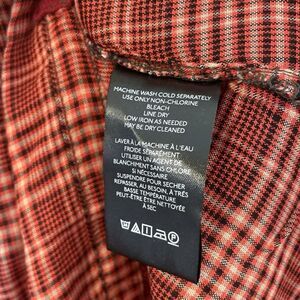 MACHINE WASH COLD SEPARATELY
USE ONLY NON-CHLORINE
BLEACH
LINE DRY
LOW IRON AS NEEDED
MAY BE DRY CLEANED
LAVER À LA MACHINE À L'EAU
FROIDE SÉPARÉMENT
UTILISER UN AGENT DE
BLANCHIMENT SANS CHLORE
SI NÉCESSAIRE
SUSPENDRE POUR SÉCHER
REPASSER, AU BESOIN, À TRÈS
BASSE TEMPÉRATURE
PEUT-ÊTRE ÊTRE NETTOYÉE
À SEC